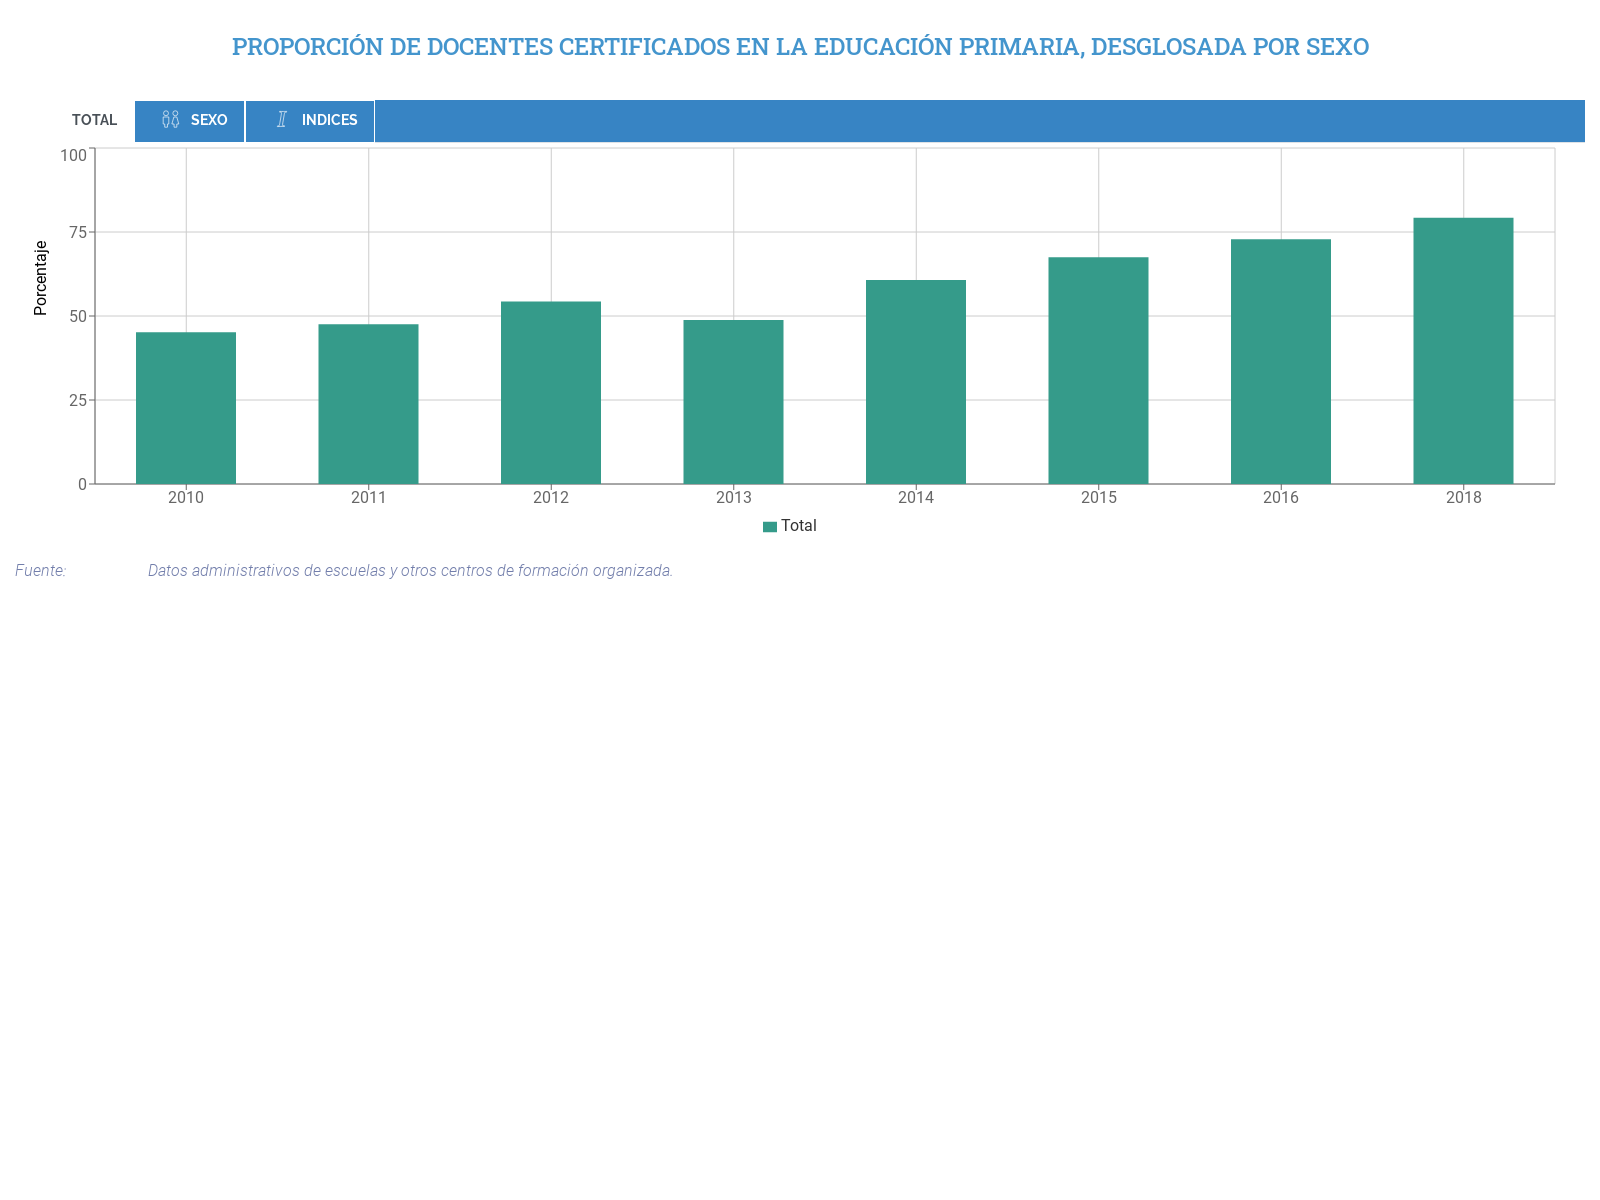 PROPORCIÓN DE DOCENTES CERTIFICADOS EN LA EDUCACIÓN PRIMARIA, DESGLOSADA POR SEXO
TOTAL SEXO INDICES
Porcentaje
100
75
50
25
0
2010 2011 2012 2013 2014 2015 2016 2018
Total
Fuente: Datos administrativos de escuelas y otros centros de formación organizada.